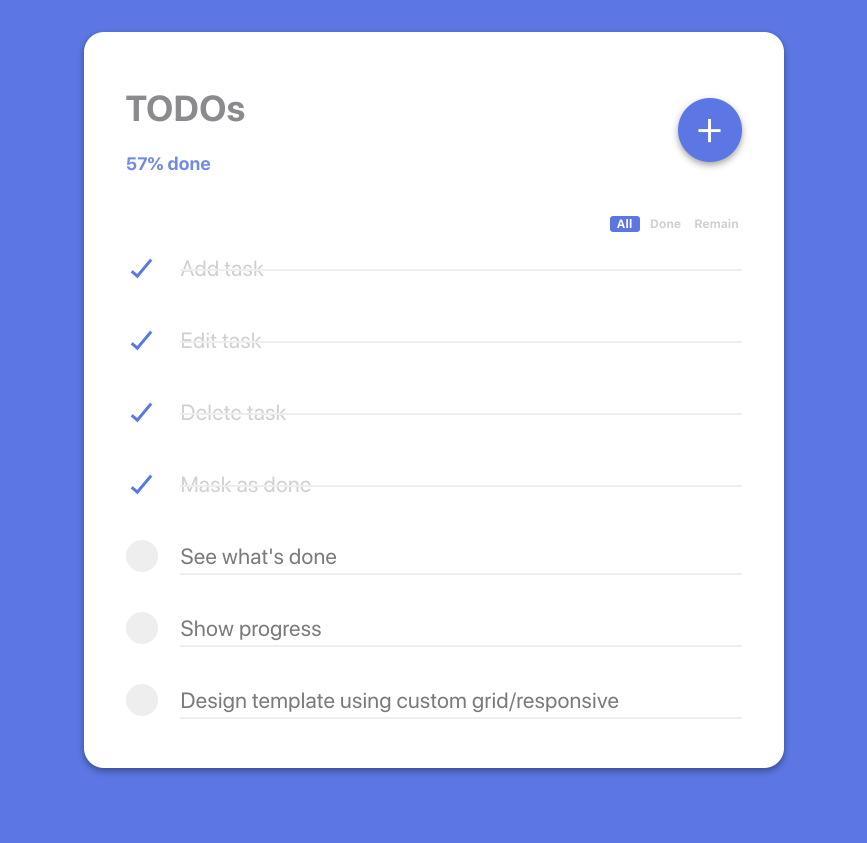 TODOs
57% done
All Done Remain
Add task
Edit task
Delete task
Mask as done
See what's done
Show progress
Design template using custom grid/responsive